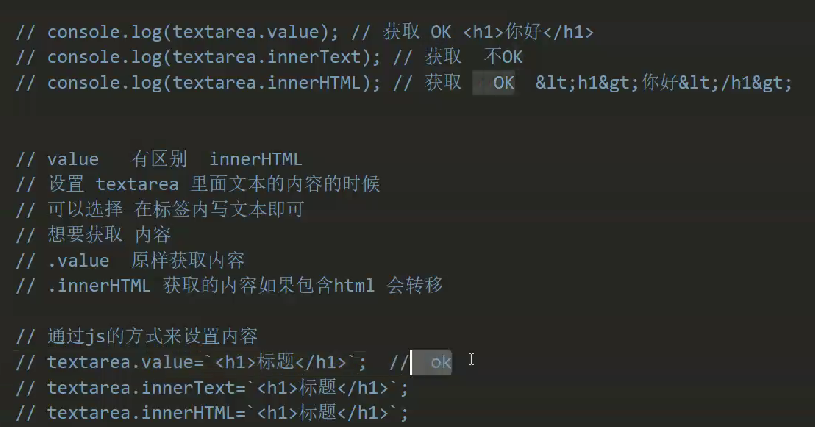 // console.log(textarea.value); // 获取 OK <h1>你好</h1>
// console.log(textarea.innerText); // 获取 不OK
// console.log(textarea.innerHTML); // 获取 OK &lt;h1&gt;你好&lt;/h1&gt;
// value 有区别 innerHTML
// 设置 textarea 里面文本的内容的时候
// 可以选择 在标签内写文本即可
// 想要获取 内容
// .value 原样获取内容
// .innerHTML 获取的内容如果包含html 会转移
// 通过js的方式来设置内容
// textarea.value=`<h1>标题</h1>`; // ok
// textarea.innerText=`<h1>标题</h1>`;
// textarea.innerHTML=`<h1>标题</h1>`;